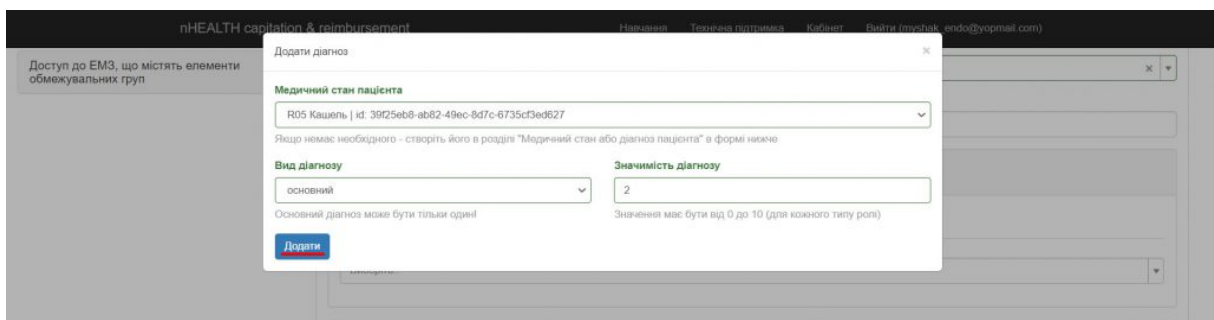 nHEALTH capitation & reimbursement
Навчання Технічна підтримка Кабінет Вийти (myshak_endo@yopmail.com)
Доступ до ЕМЗ, що містять елементи
обмежувальних груп
Додати діагноз
×
Медичний стан пацієнта
R05 Кашель | id: 39f25eb8-ab82-49ec-8d7c-6735cf3ed627
Якщо немає необхідного - створіть його в розділі "Медичний стан або діагноз пацієнта" в формі нижче
Вид діагнозу
основний
Основний діагноз може бути тільки один!
Значимість діагнозу
2
Значення має бути від 0 до 10 (для кожного типу ролі)
Додати